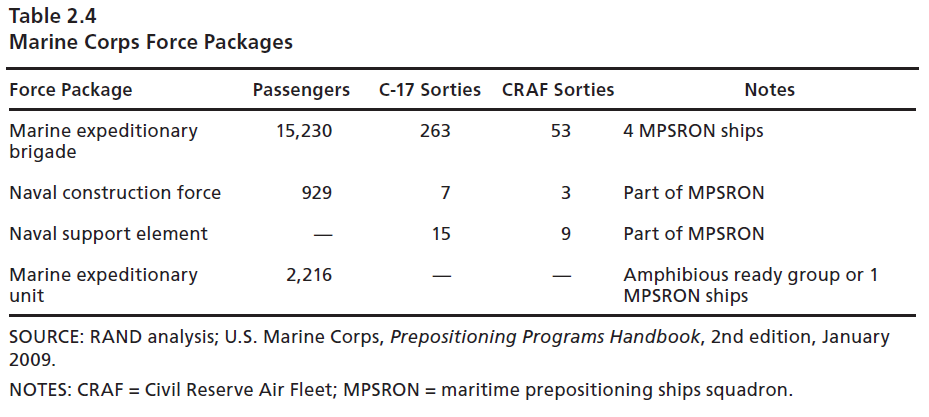 Table 2.4
Marine Corps Force Packages
Force Package Passengers C-17 Sorties CRAF Sorties Notes
Marine expeditionary brigade 15,230 263 53 4 MPSRON ships
Naval construction force 929 7 3 Part of MPSRON
Naval support element — 15 9 Part of MPSRON
Marine expeditionary unit 2,216 — — Amphibious ready group or 1 MPSRON ships
SOURCE: RAND analysis; U.S. Marine Corps, Prepositioning Programs Handbook, 2nd edition, January
2009.
NOTES: CRAF = Civil Reserve Air Fleet; MPSRON = maritime prepositioning ships squadron.